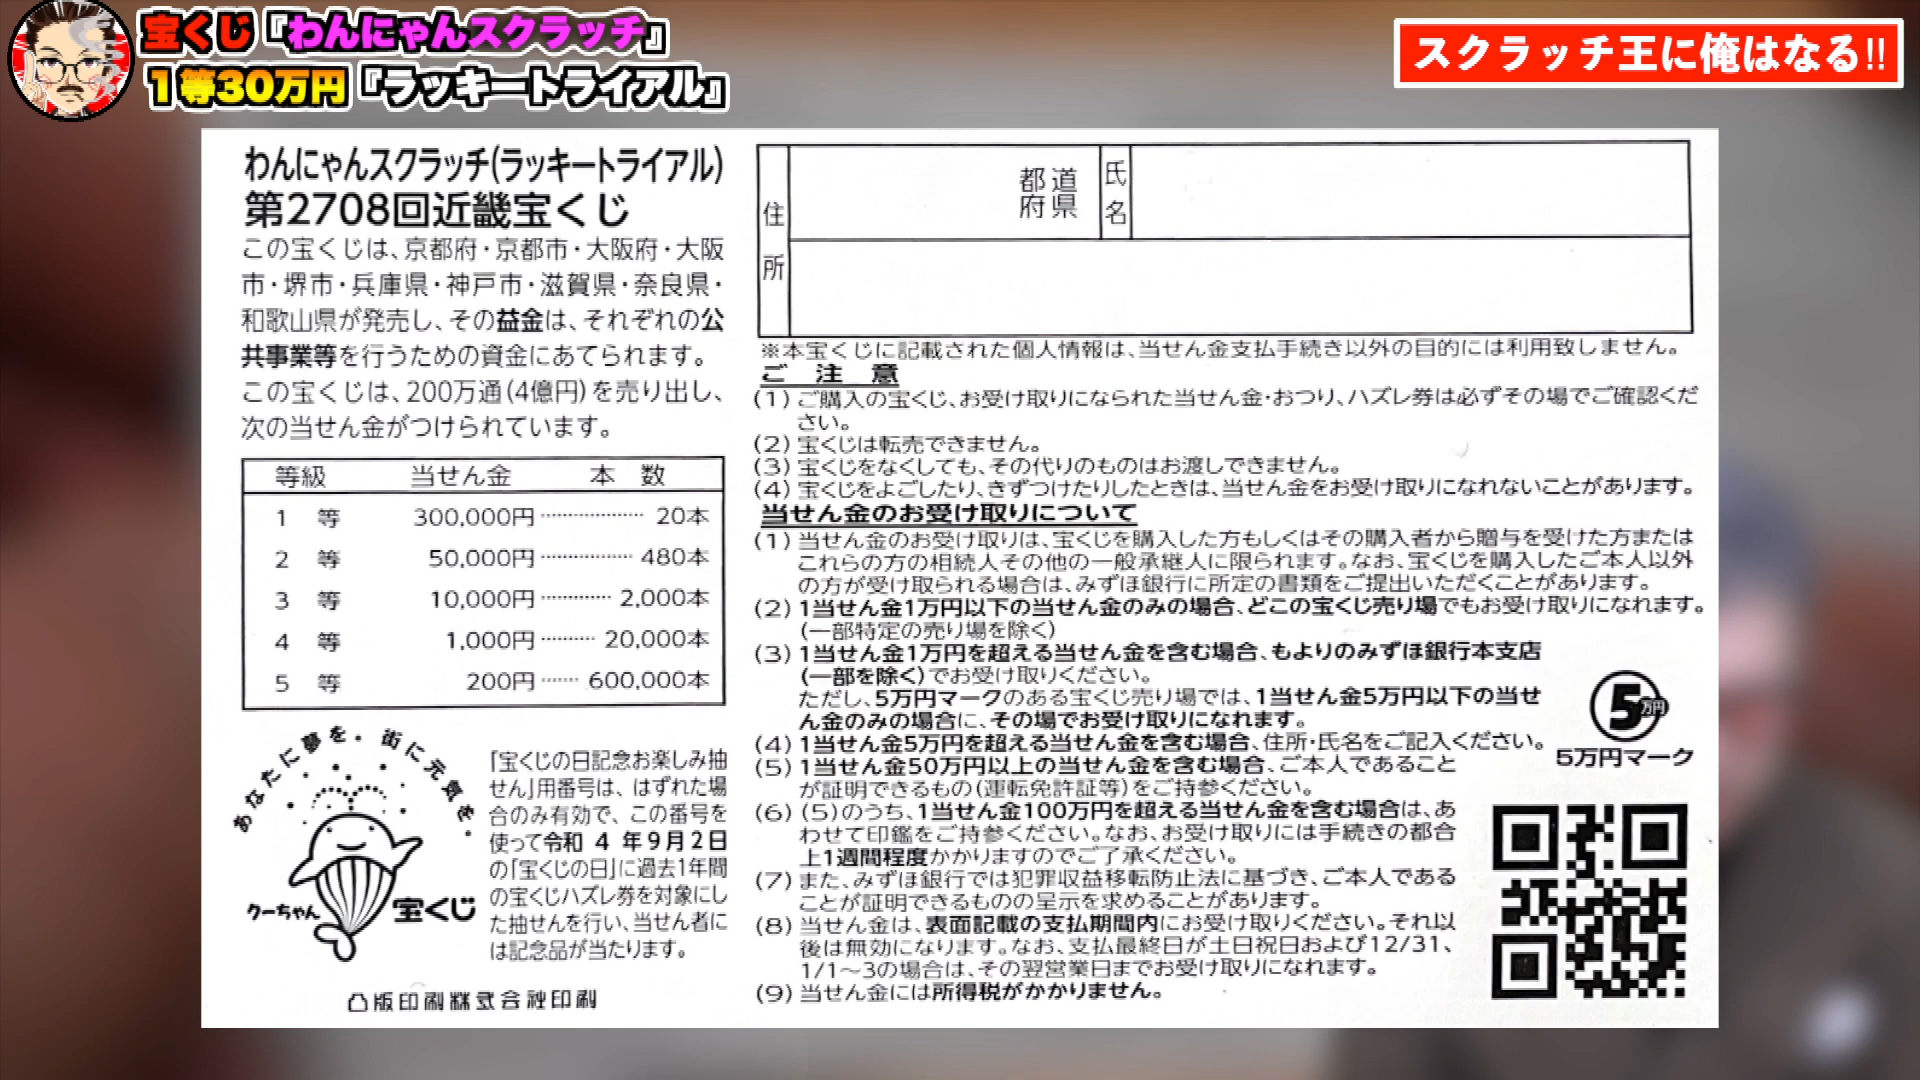 宝くじ『わんにゃんスクラッチ』
1等30万円『ラッキートライアル』
スクラッチ王に俺はなる!!
わんにゃんスクラッチ(ラッキートライアル)
第2708回近畿宝くじ
この宝くじは、京都府・京都市・大阪府・大阪
市・堺市・兵庫県・神戸市・滋賀県・奈良県・
和歌山県が発売し、その益金は、それぞれの公
共事業等を行うための資金にあてられます。
この宝くじは、200万通(4億円)を売り出し、
次の当せん金がつけられています。
等級 当せん金 本 数
1 等 300,000円 ……… 20本
2 等 50,000円 ……… 480本
3 等 10,000円 ……… 2,000本
4 等 1,000円 ……… 20,000本
5 等 200円 …… 600,000本
あなたに夢を。街に元気を。
クーちゃん 宝くじ
「宝くじの日記念お楽しみ抽
せん」用番号は、はずれた場
合のみ有効で、この番号を
使って令和 4 年9月2日
の「宝くじの日」に過去1年間
の宝くじハズレ券を対象にし
た抽せんを行い、当せん者に
は記念品が当たります。
凸版印刷株式会社印刷
住所
都道
府県
氏名
※本宝くじに記載された個人情報は、当せん金支払手続き以外の目的には利用致しません。
ご 注 意
(1) ご購入の宝くじ、お受け取りになられた当せん金・おつり、ハズレ券は必ずその場でご確認くだ
さい。
(2) 宝くじは転売できません。
(3) 宝くじをなくしても、その代りのものはお渡しできません。
(4) 宝くじをよごしたり、きずつけたりしたときは、当せん金をお受け取りになれないことがあります。
当せん金のお受け取りについて
(1) 当せん金のお受け取りは、宝くじを購入した方もしくはその購入者から贈与を受けた方または
これらの方の相続人その他の一般承継人に限られます。なお、宝くじを購入したご本人以外
の方が受け取られる場合は、みずほ銀行に所定の書類をご提出いただくことがあります。
(2) 1当せん金1万円以下の当せん金のみの場合、どこの宝くじ売り場でもお受け取りになれます。
(一部特定の売り場を除く)
(3) 1当せん金1万円を超える当せん金を含む場合、もよりのみずほ銀行本支店
(一部を除く)でお受け取りください。
ただし、5万円マークのある宝くじ売り場では、1当せん金5万円以下の当せ
ん金のみの場合に、その場でお受け取りになれます。
(4) 1当せん金5万円を超える当せん金を含む場合、住所・氏名をご記入ください。
(5) 1当せん金50万円以上の当せん金を含む場合、ご本人であること
が証明できるもの(運転免許証等)をご持参ください。
(6) (5)のうち、1当せん金100万円を超える当せん金を含む場合は、あ
わせて印鑑をご持参ください。なお、お受け取りには手続きの都合
上1週間程度かかりますのでご了承ください。
(7) また、みずほ銀行では犯罪収益移転防止法に基づき、ご本人である
ことが証明できるものの呈示を求めることがあります。
(8) 当せん金は、表面記載の支払期間内にお受け取りください。それ以
後は無効になります。なお、支払最終日が土日祝日および12/31、
1/1〜3の場合は、その翌営業日までお受け取りになれます。
(9) 当せん金には所得税がかかりません。
5万円
5万円マーク